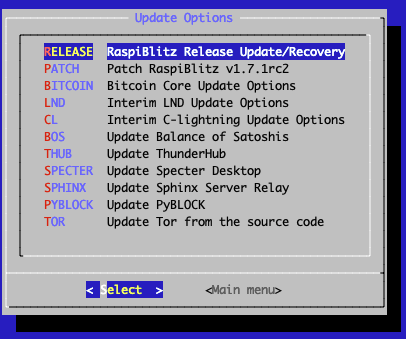 Update Options
RELEASE RaspiBlitz Release Update/Recovery
PATCH Patch RaspiBlitz v1.7.1rc2
BITCOIN Bitcoin Core Update Options
LND Interim LND Update Options
CL Interim C-lightning Update Options
BOS Update Balance of Satoshis
THUB Update ThunderHub
SPECTER Update Specter Desktop
SPHINX Update Sphinx Server Relay
PYBLOCK Update PyBLOCK
TOR Update Tor from the source code
< Select > <Main menu>